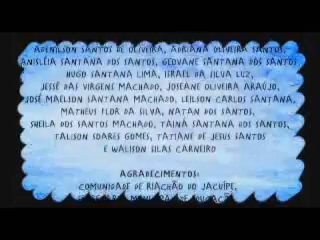 ADENILSON SANTOS DE OLIVEIRA, ADRIANA OLIVEIRA SANTOS,
ANISLÉIA SANTANA DOS SANTOS, GEOVANE SANTANA DOS SANTOS,
HUGO SANTANA LIMA, ISRAEL DA SILVA LUZ,
JESSÉ DAS VIRGENS MACHADO, JOSEANE OLIVEIRA ARAÚJO,
JOSÉ MAELSON SANTANA MACHADO, LEILSON CARLOS SANTANA,
MATHEUS FLOR DA SILVA, NATAN DOS SANTOS,
SHEILA DOS SANTOS MACHADO, TAINÁ SANTANA DOS SANTOS,
TALISON SOARES GOMES, TATIANE DE JESUS SANTOS
E WALISON SILAS CARNEIRO
AGRADECIMENTOS:
COMUNIDADE DE RIACHÃO DO JACUÍPE,